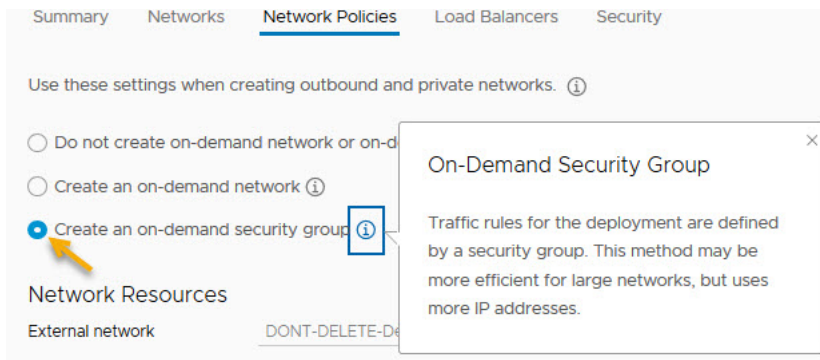 Summary Networks Network Policies Load Balancers Security
Use these settings when creating outbound and private networks.
Do not create on-demand network or on-d
Create an on-demand network
Create an on-demand security group
On-Demand Security Group
Traffic rules for the deployment are defined
by a security group. This method may be
more efficient for large networks, but uses
more IP addresses.
Network Resources
External network DONT-DELETE-De